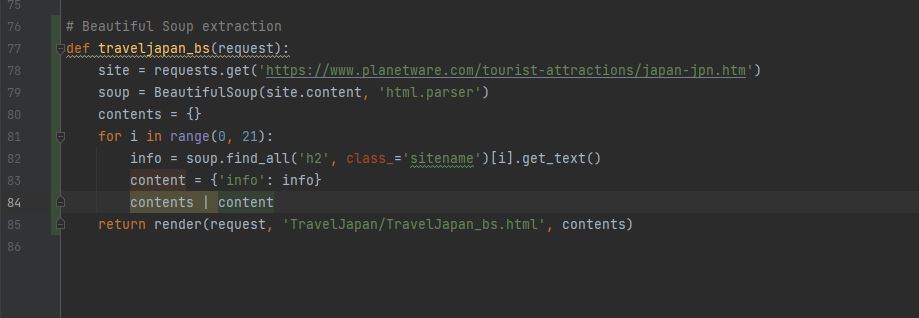 75
76 # Beautiful Soup extraction
77 def traveljapan_bs(request):
78     site = requests.get('https://www.planetware.com/tourist-attractions/japan-jpn.htm')
79     soup = BeautifulSoup(site.content, 'html.parser')
80     contents = {}
81     for i in range(0, 21):
82         info = soup.find_all('h2', class_='sitename')[i].get_text()
83         content = {'info': info}
84         contents | content
85     return render(request, 'TravelJapan/TravelJapan_bs.html', contents)
86